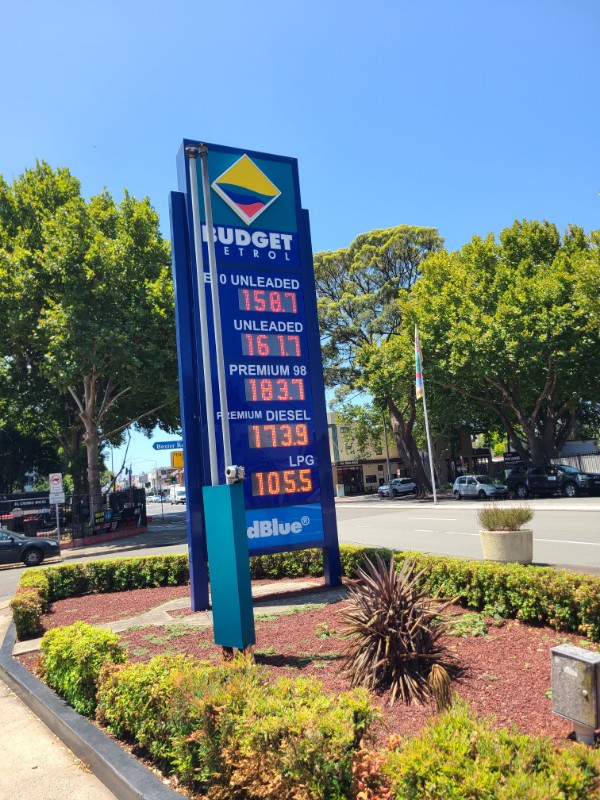 BUDGET
PETROL
E10 UNLEADED
158.7
UNLEADED
161.7
PREMIUM 98
183.7
PREMIUM DIESEL
173.9
LPG
105.5
dBlue®